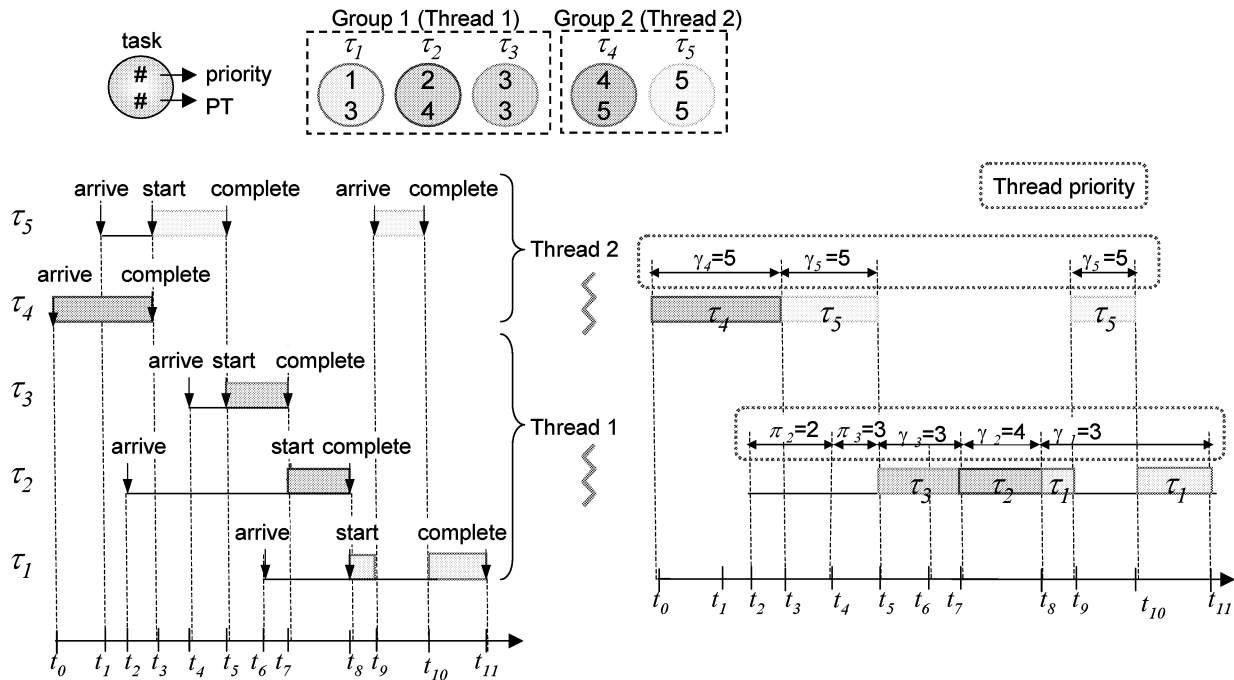 Group 1 (Thread 1) Group 2 (Thread 2)
task τ1 τ2 τ3 τ4 τ5
# priority 1 2 3 4 5
# PT 3 4 3 5 5
arrive start complete arrive complete
Thread priority
τ5
Thread 2
γ4=5 γ5=5 γ5=5
arrive complete
τ4
τ4 τ5 τ5
arrive start complete
τ3
Thread 1
π2=2 π3=3 γ3=3 γ2=4 γ1=3
arrive start complete
τ2
τ3 τ2 τ1 τ1
arrive start complete
τ1
t0 t1 t2 t3 t4 t5 t6 t7 t8 t9 t10 t11
t0 t1 t2 t3 t4 t5 t6 t7 t8 t9 t10 t11